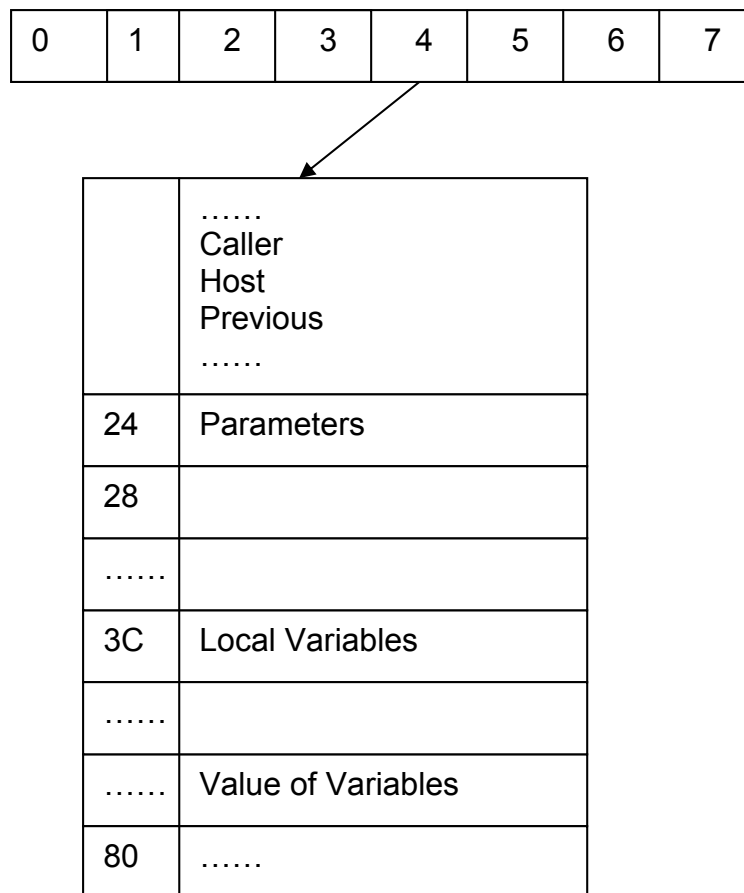 0 1 2 3 4 5 6 7
……
Caller
Host
Previous
……
24 Parameters
28
……
3C Local Variables
……
…… Value of Variables
80 ……